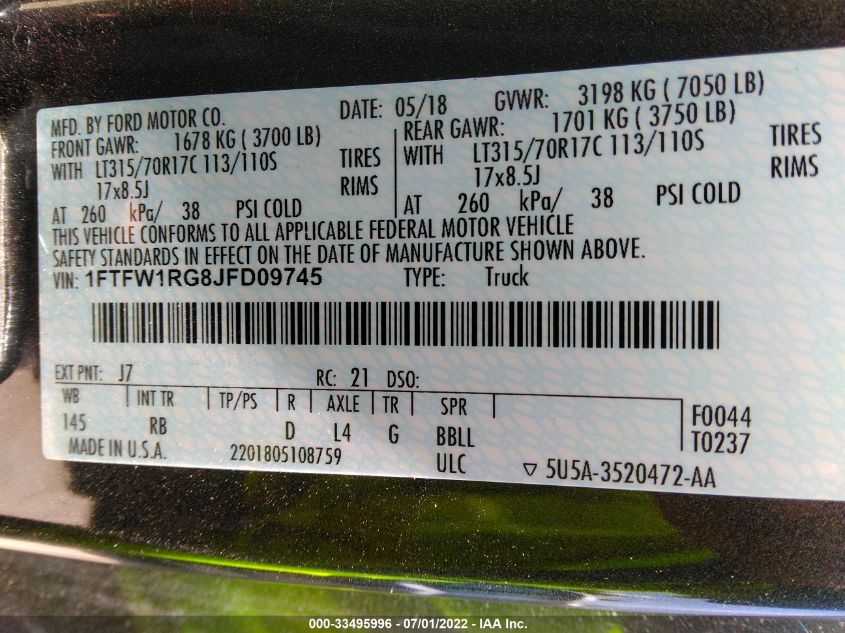 MFD. BY FORD MOTOR CO.
DATE: 05/18 GVWR: 3198 KG ( 7050 LB)
FRONT GAWR: 1678 KG ( 3700 LB)
WITH LT315/70R17C 113/110S TIRES
17x8.5J RIMS
AT 260 kPa/ 38 PSI COLD
REAR GAWR: 1701 KG ( 3750 LB)
WITH LT315/70R17C 113/110S TIRES
17x8.5J RIMS
AT 260 kPa/ 38 PSI COLD
THIS VEHICLE CONFORMS TO ALL APPLICABLE FEDERAL MOTOR VEHICLE
SAFETY STANDARDS IN EFFECT ON THE DATE OF MANUFACTURE SHOWN ABOVE.
VIN: 1FTFW1RG8JFD09745 TYPE: Truck
EXT PNT: J7 RC: 21 DSO:
WB INT TR TP/PS R AXLE TR SPR
145 RB D L4 G BBLL
F0044
T0237
MADE IN U.S.A. 2201805108759 ULC ▽ 5U5A-3520472-AA
000-33495996 - 07/01/2022 - IAA Inc.